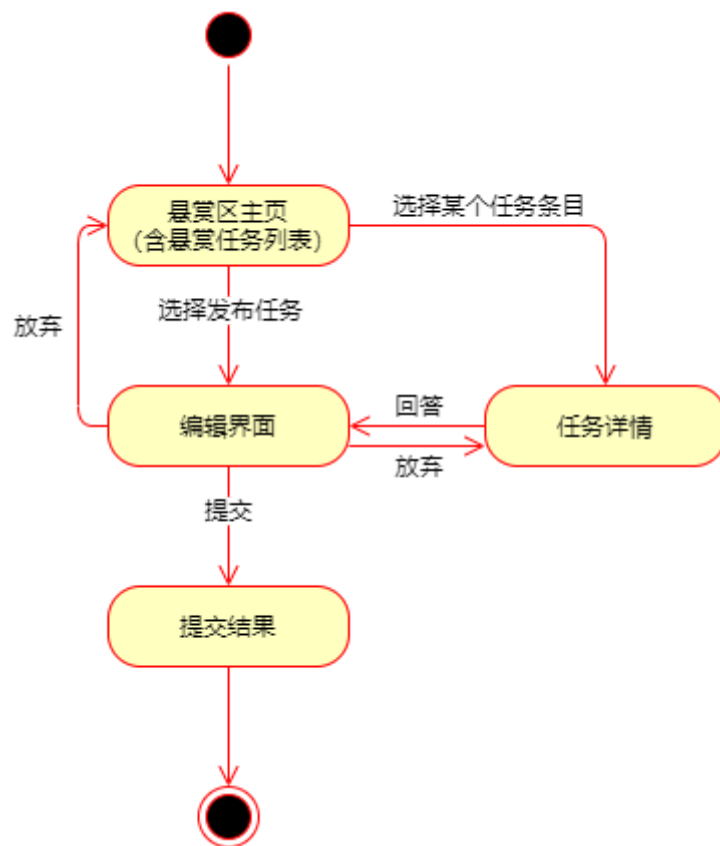 悬赏区主页
（含悬赏任务列表）
选择某个任务条目
选择发布任务
放弃
编辑界面
回答
放弃
任务详情
提交
提交结果